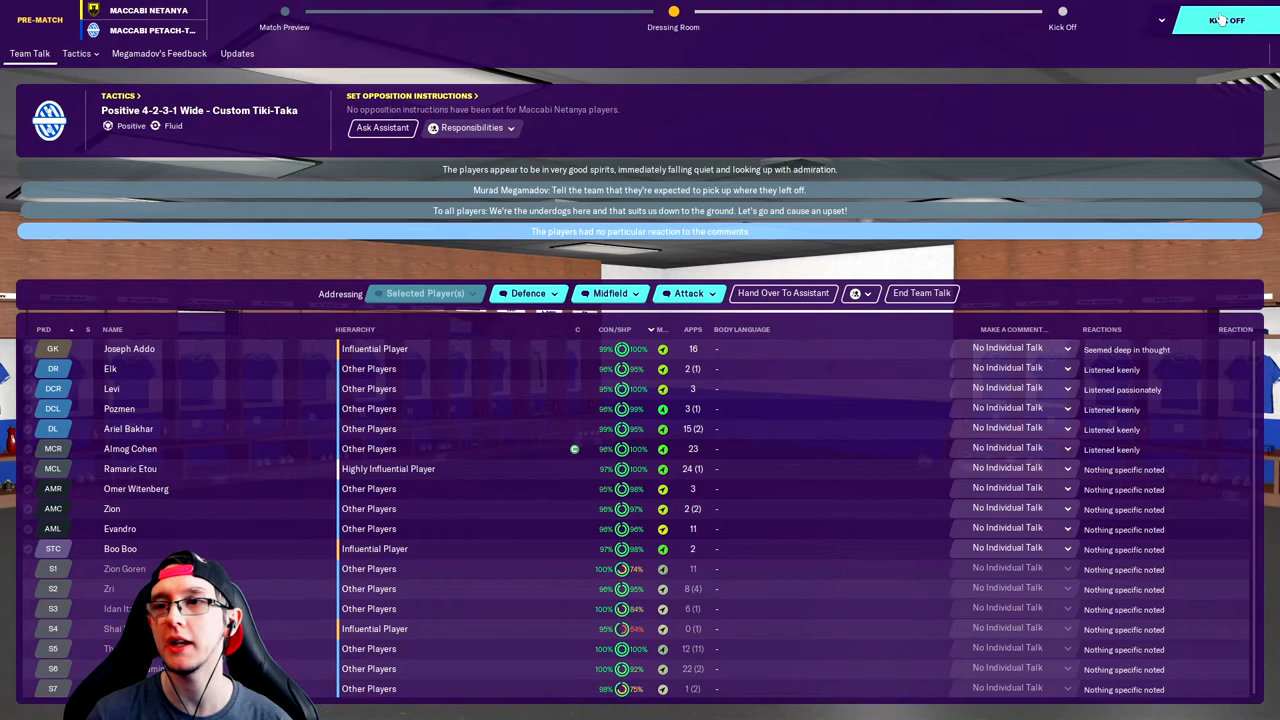 PRE-MATCH
MACCABI NETANYA
MACCABI PETACH-T...
Match Preview
Dressing Room
Kick Off
OFF
Team Talk
Tactics
Megamadov's Feedback
Updates
TACTICS >
Positive 4-2-3-1 Wide - Custom Tiki-Taka
Positive
Fluid
SET OPPOSITION INSTRUCTIONS >
No opposition instructions have been set for Maccabi Netanya players.
Ask Assistant
Responsibilities
The players appear to be in very good spirits, immediately falling quiet and looking up with admiration.
Murad Megamadov: Tell the team that they're expected to pick up where they left off.
To all players: We're the underdogs here and that suits us down to the ground. Let's go and cause an upset!
The players had no particular reaction to the comments
Addressing
Selected Player(s)
Defence
Midfield
Attack
Hand Over To Assistant
End Team Talk
PKD S NAME HIERARCHY C CON/SHP M... APPS BODY LANGUAGE MAKE A COMMENT... REACTIONS REACTION
GK Joseph Addo Influential Player 99% 100% 16 - No Individual Talk Seemed deep in thought
DR Elk Other Players 96% 95% 2 (1) - No Individual Talk Listened keenly
DCR Levi Other Players 95% 100% 3 - No Individual Talk Listened passionately
DCL Pozmen Other Players 96% 99% 3 (1) - No Individual Talk Listened keenly
DL Ariel Bakhar Other Players 99% 95% 15 (2) - No Individual Talk Listened keenly
MCR Almog Cohen Other Players C 96% 100% 23 - No Individual Talk Listened keenly
MCL Ramaric Etou Highly Influential Player 97% 100% 24 (1) - No Individual Talk Nothing specific noted
AMR Omer Witenberg Other Players 95% 98% 3 - No Individual Talk Nothing specific noted
AMC Zion Other Players 96% 97% 2 (2) - No Individual Talk Nothing specific noted
AML Evandro Other Players 96% 96% 11 - No Individual Talk Nothing specific noted
STC Boo Boo Influential Player 97% 98% 2 - No Individual Talk Nothing specific noted
S1 Zion Goren Other Players 100% 74% 11 - No Individual Talk Nothing specific noted
S2 Zri Other Players 96% 95% 8 (4) - No Individual Talk Nothing specific noted
S3 Idan Other Players 100% 84% 6 (1) - No Individual Talk Nothing specific noted
S4 Shai Influential Player 95% 54% 0 (1) - No Individual Talk Nothing specific noted
S5 Other Players 100% 100% 12 (11) - No Individual Talk Nothing specific noted
S6 Other Players 100% 92% 22 (2) - No Individual Talk Nothing specific noted
S7 Other Players 98% 75% 1 (2) - No Individual Talk Nothing specific noted